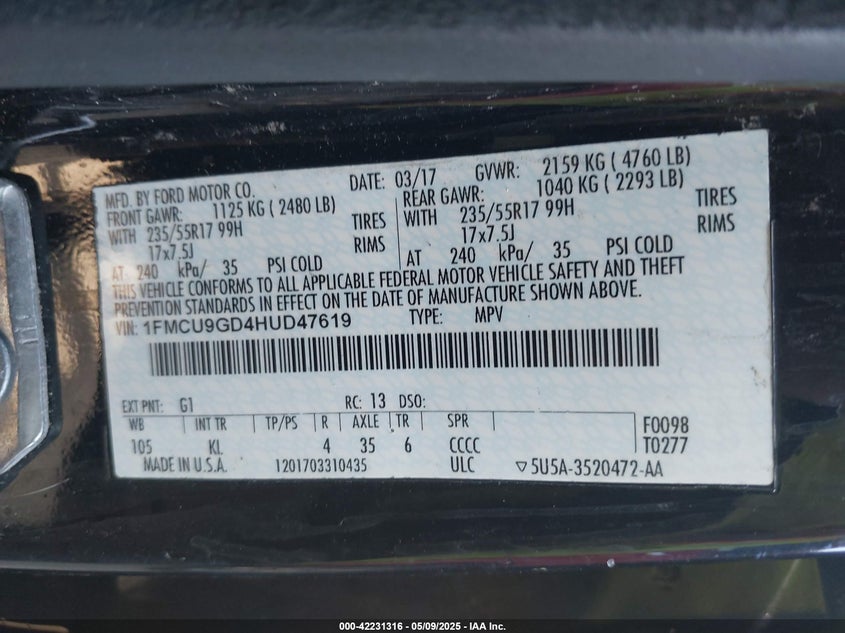 MFD. BY FORD MOTOR CO. DATE: 03/17 GVWR: 2159 KG ( 4760 LB)
FRONT GAWR: 1125 KG ( 2480 LB) REAR GAWR: 1040 KG ( 2293 LB)
WITH 235/55R17 99H TIRES WITH 235/55R17 99H TIRES
17x7.5J RIMS 17x7.5J RIMS
AT 240 kPa/ 35 PSI COLD AT 240 kPa/ 35 PSI COLD
THIS VEHICLE CONFORMS TO ALL APPLICABLE FEDERAL MOTOR VEHICLE SAFETY AND THEFT
PREVENTION STANDARDS IN EFFECT ON THE DATE OF MANUFACTURE SHOWN ABOVE.
VIN: 1FMCU9GD4HUD47619 TYPE: MPV
EXT PNT: G1 RC: 13 DSO:
WB INT TR TP/PS R AXLE TR SPR F0098
105 KL 4 35 6 CCCC T0277
MADE IN U.S.A. 1201703310435 ULC ▽5U5A-3520472-AA
000-42231316 | 05/09/2025 - IAA Inc.